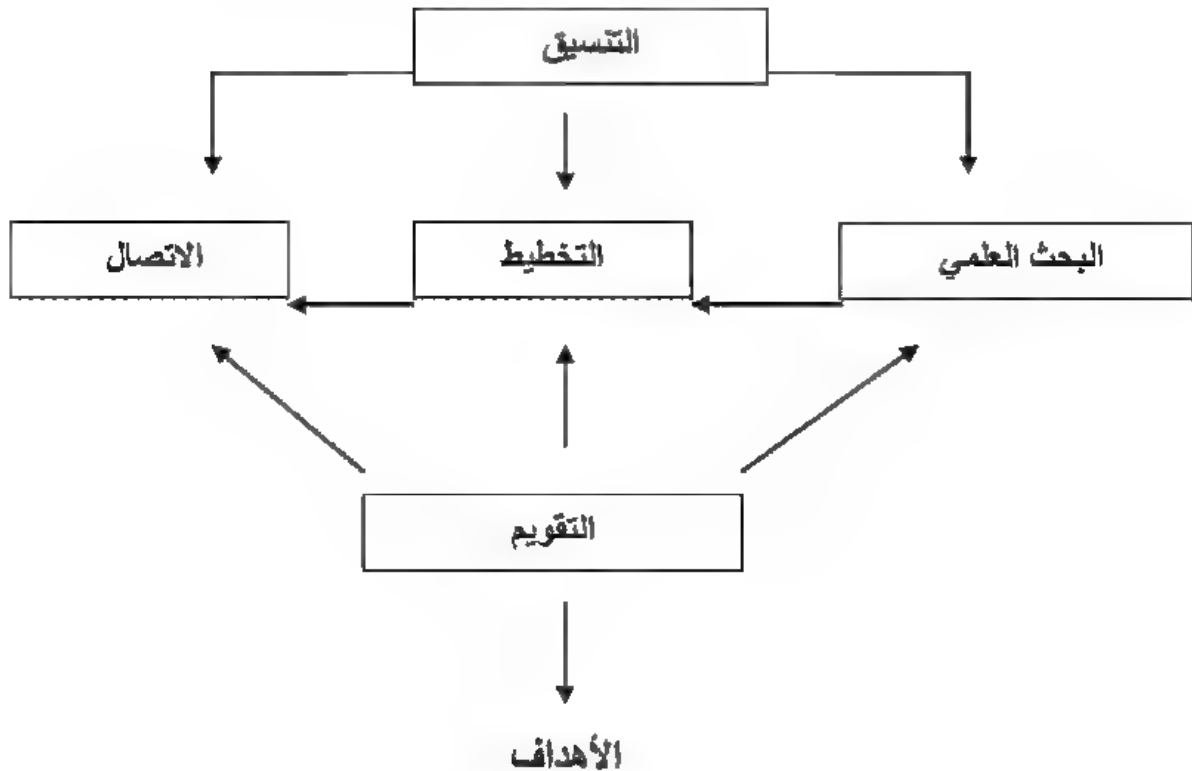 التنسيق
البحث العلمي
التخطيط
الاتصال
التقويم
الأهداف